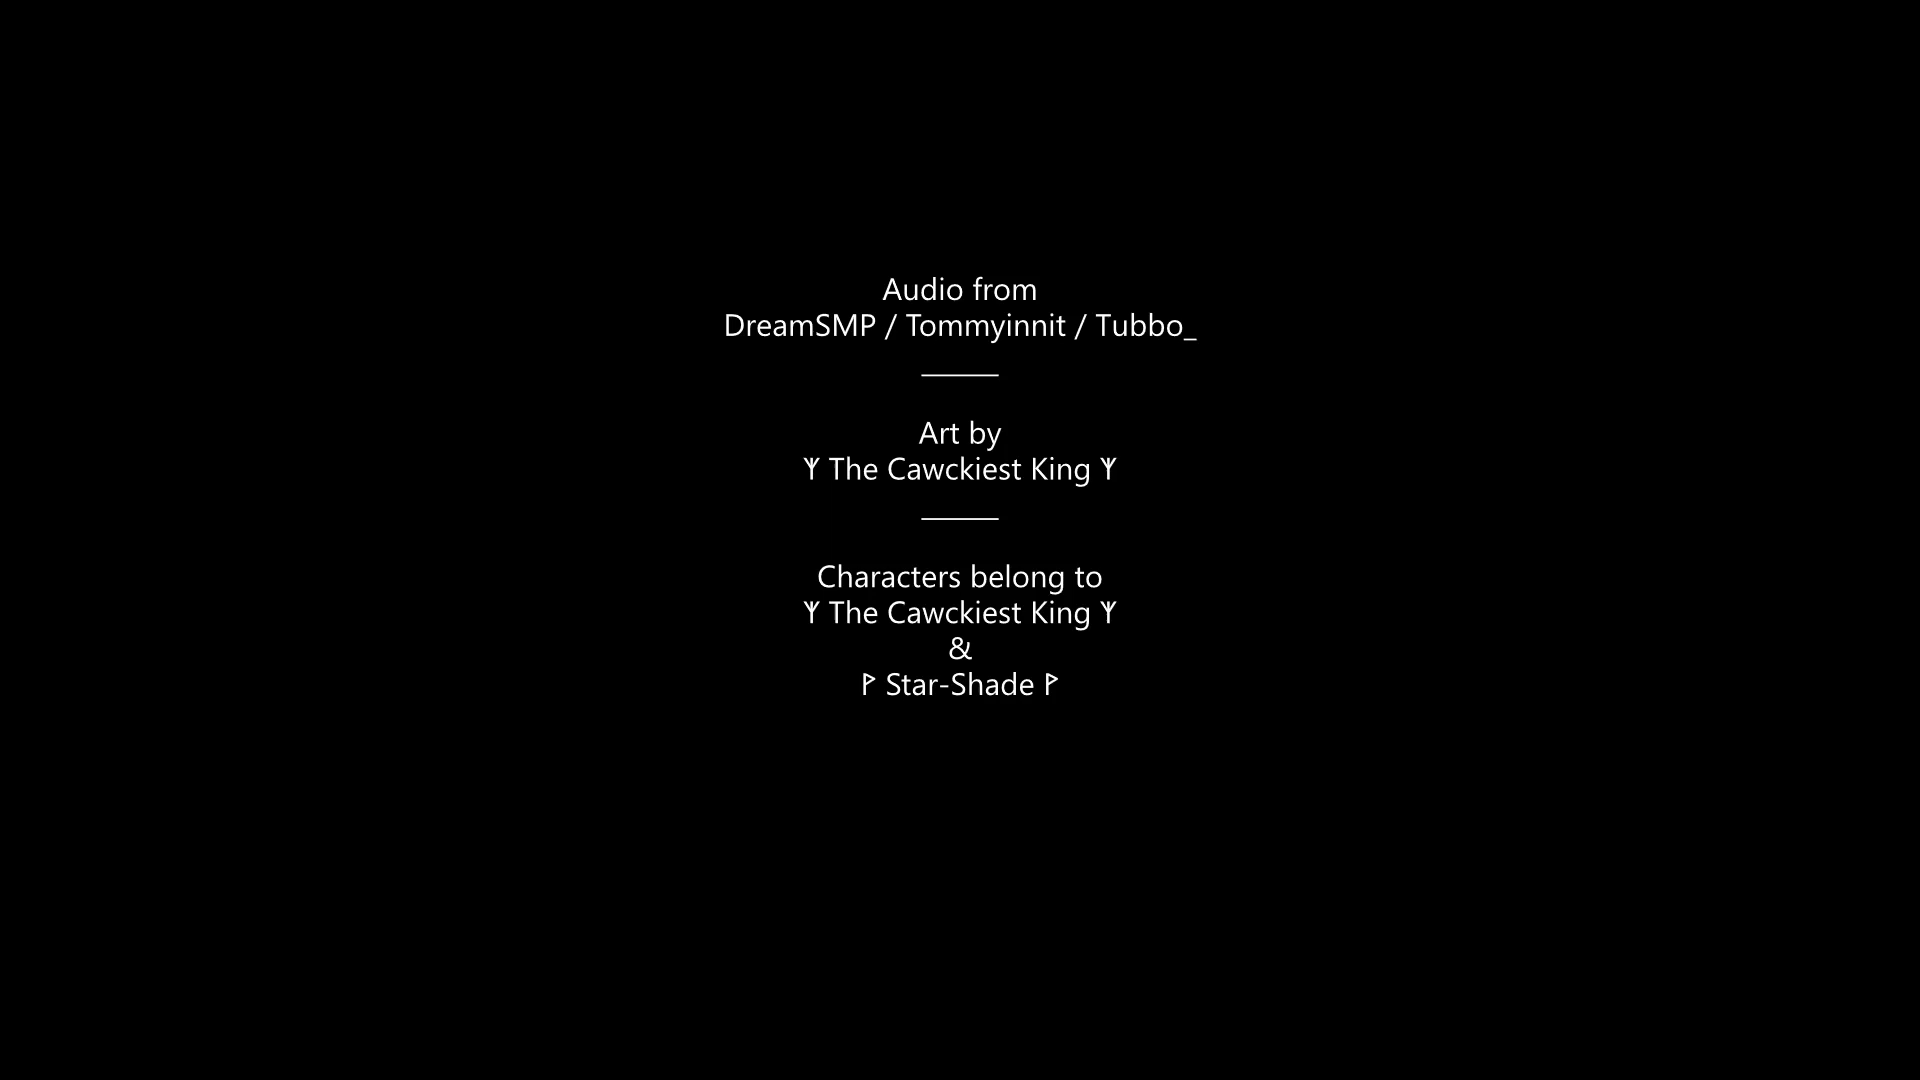 Audio from
DreamSMP / Tommyinnit / Tubbo_
______
Art by
ᛉ The Cawckiest King ᛉ
______
Characters belong to
ᛉ The Cawckiest King ᛉ
&
ᚹ Star-Shade ᚹ